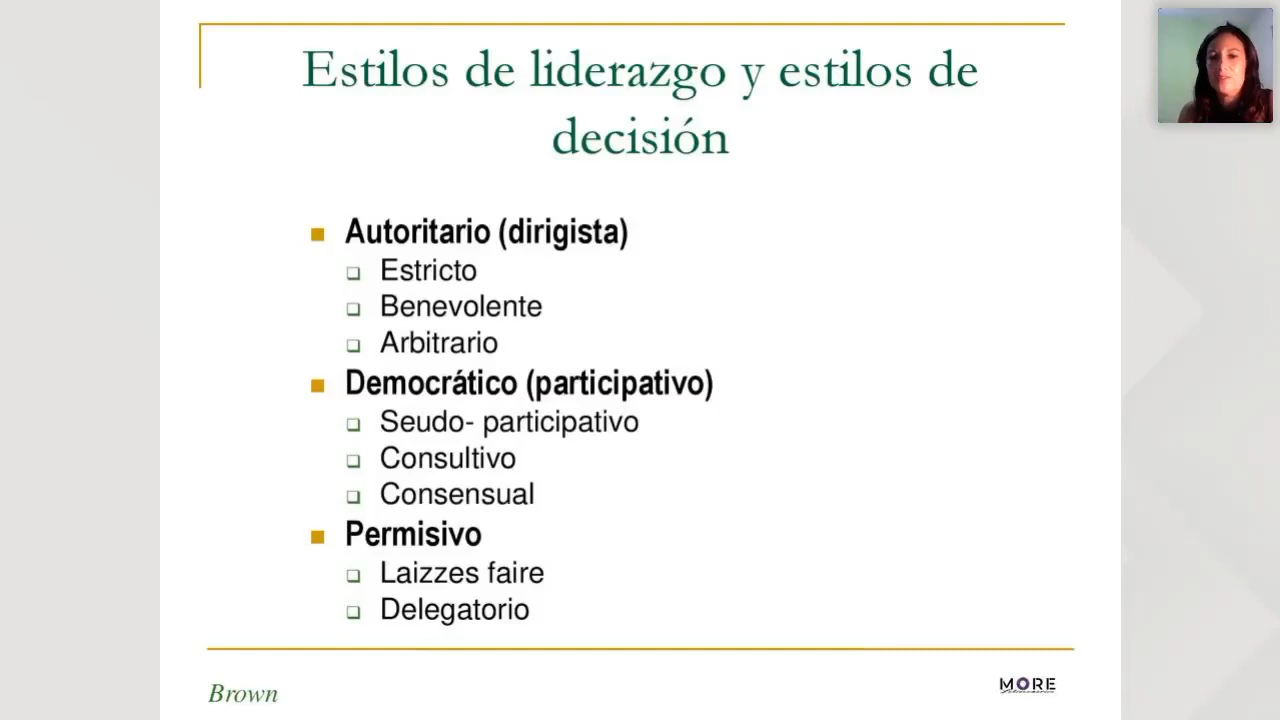 Estilos de liderazgo y estilos de
decisión
Autoritario (dirigista)
Estricto
Benevolente
Arbitrario
Democrático (participativo)
Seudo- participativo
Consultivo
Consensual
Permisivo
Laizzes faire
Delegatorio
Brown
MORE